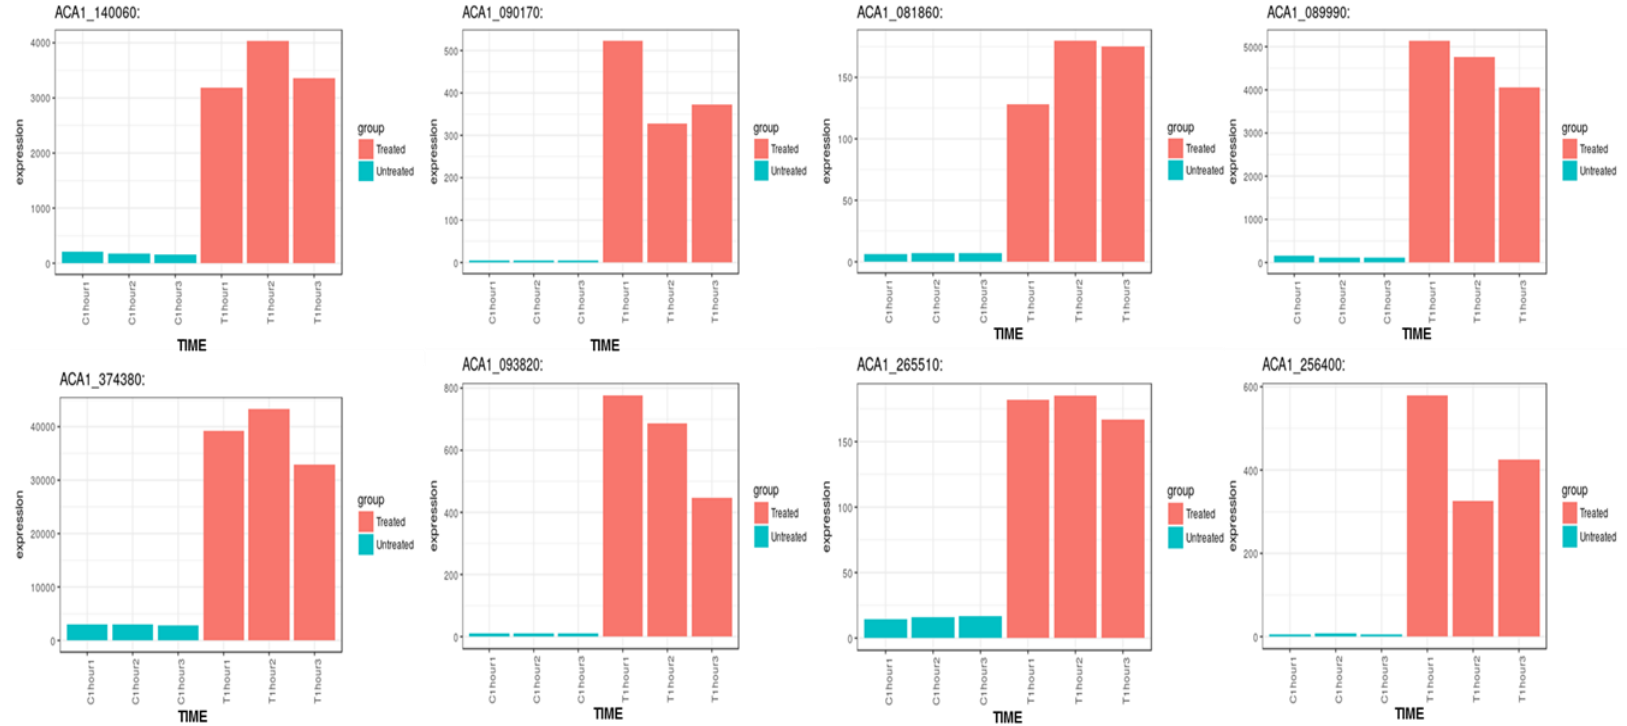 ACA1_140060:
expression
4000
3000
2000
1000
0
C1hour1
C1hour2
C1hour3
T1hour1
T1hour2
T1hour3
TIME
group
Treated
Untreated
ACA1_090170:
expression
500
400
300
200
100
0
C1hour1
C1hour2
C1hour3
T1hour1
T1hour2
T1hour3
TIME
group
Treated
Untreated
ACA1_081860:
expression
150
100
50
0
C1hour1
C1hour2
C1hour3
T1hour1
T1hour2
T1hour3
TIME
group
Treated
Untreated
ACA1_089990:
expression
5000
4000
3000
2000
1000
0
C1hour1
C1hour2
C1hour3
T1hour1
T1hour2
T1hour3
TIME
group
Treated
Untreated
ACA1_374380:
expression
40000
30000
20000
10000
0
C1hour1
C1hour2
C1hour3
T1hour1
T1hour2
T1hour3
TIME
group
Treated
Untreated
ACA1_093820:
expression
800
600
400
200
0
C1hour1
C1hour2
C1hour3
T1hour1
T1hour2
T1hour3
TIME
group
Treated
Untreated
ACA1_265510:
expression
150
100
50
0
C1hour1
C1hour2
C1hour3
T1hour1
T1hour2
T1hour3
TIME
group
Treated
Untreated
ACA1_256400:
expression
600
400
200
0
C1hour1
C1hour2
C1hour3
T1hour1
T1hour2
T1hour3
TIME
group
Treated
Untreated